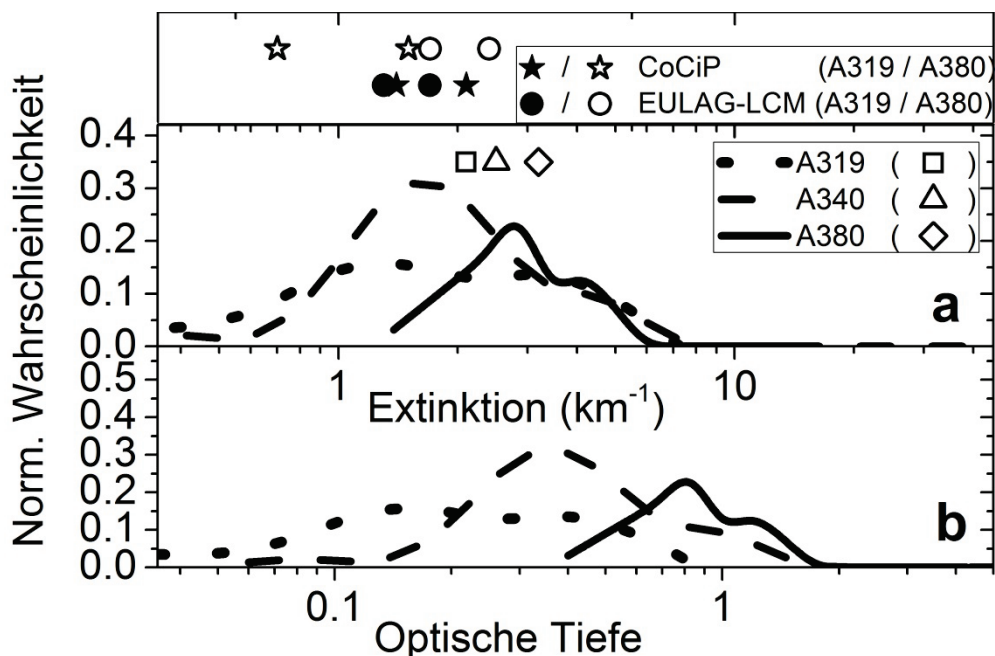 Norm. Wahrscheinlichkeit
★ / ☆ CoCiP (A319 / A380)
● / ○ EULAG-LCM (A319 / A380)
0.4
0.3
0.2
0.1
0.0
A319 ( □ )
A340 ( △ )
A380 ( ◇ )
a
1 10
Extinktion (km⁻¹)
0.5
0.4
0.3
0.2
0.1
0.0
b
0.1 1
Optische Tiefe